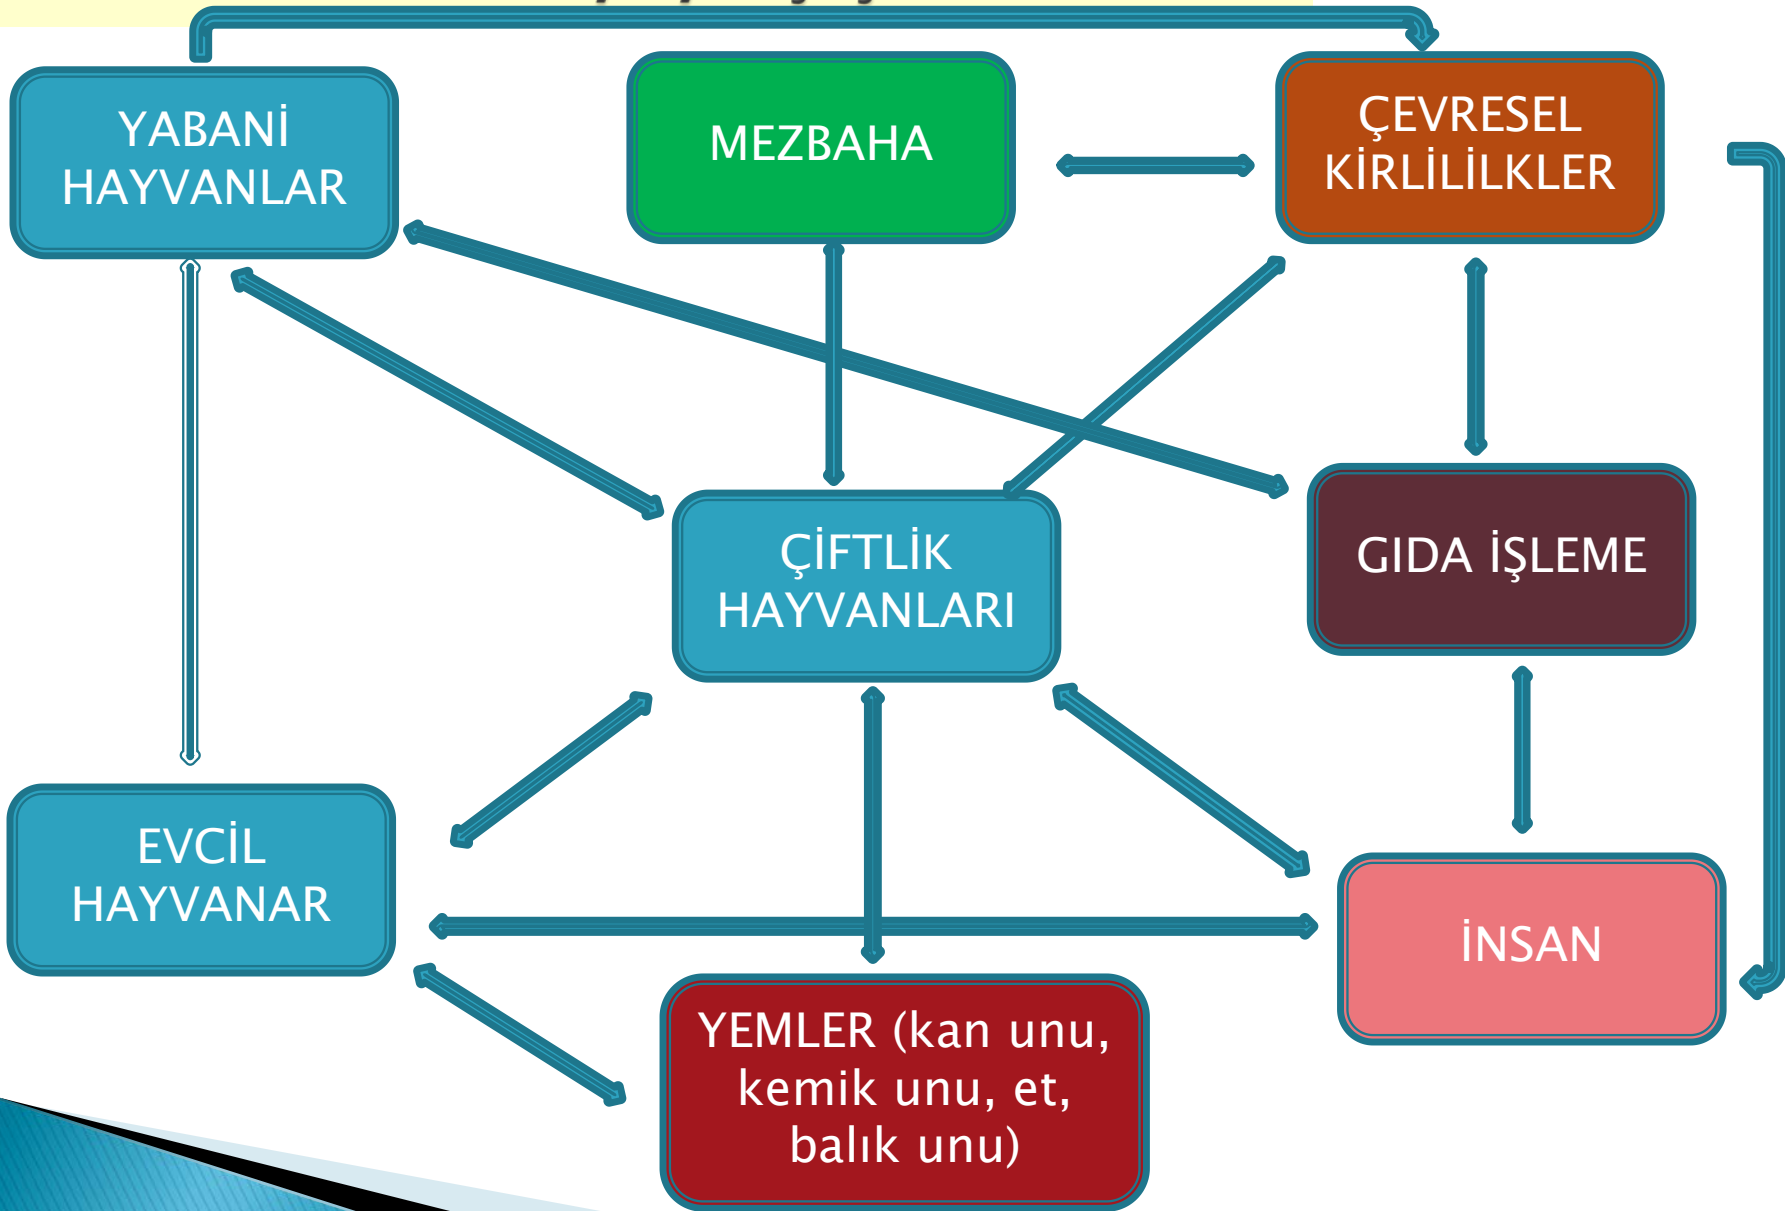 YABANİ
HAYVANLAR
MEZBAHA
ÇEVRESEL
KİRLİLİLKLER
ÇİFTLİK
HAYVANLARI
GIDA İŞLEME
EVCİL
HAYVANAR
İNSAN
YEMLER (kan unu,
kemik unu, et,
balık unu)